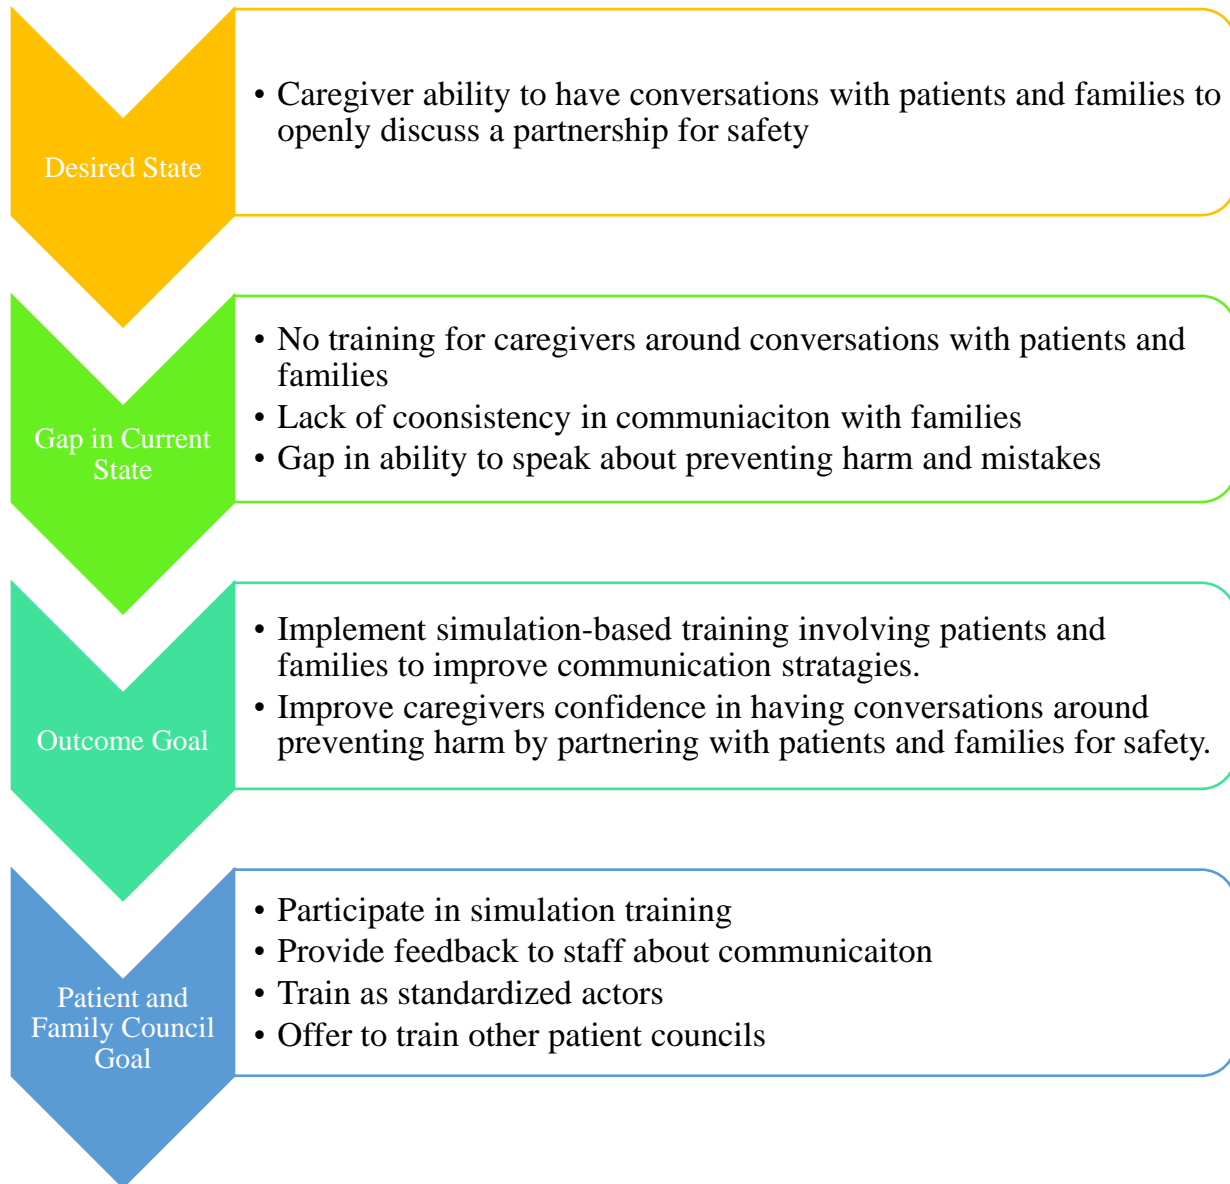 Desired State
• Caregiver ability to have conversations with patients and families to
openly discuss a partnership for safety
Gap in Current
State
• No training for caregivers around conversations with patients and
families
• Lack of coonsistency in communiaciton with families
• Gap in ability to speak about preventing harm and mistakes
Outcome Goal
• Implement simulation-based training involving patients and
families to improve communication stratagies.
• Improve caregivers confidence in having conversations around
preventing harm by partnering with patients and families for safety.
Patient and
Family Council
Goal
• Participate in simulation training
• Provide feedback to staff about communicaiton
• Train as standardized actors
• Offer to train other patient councils